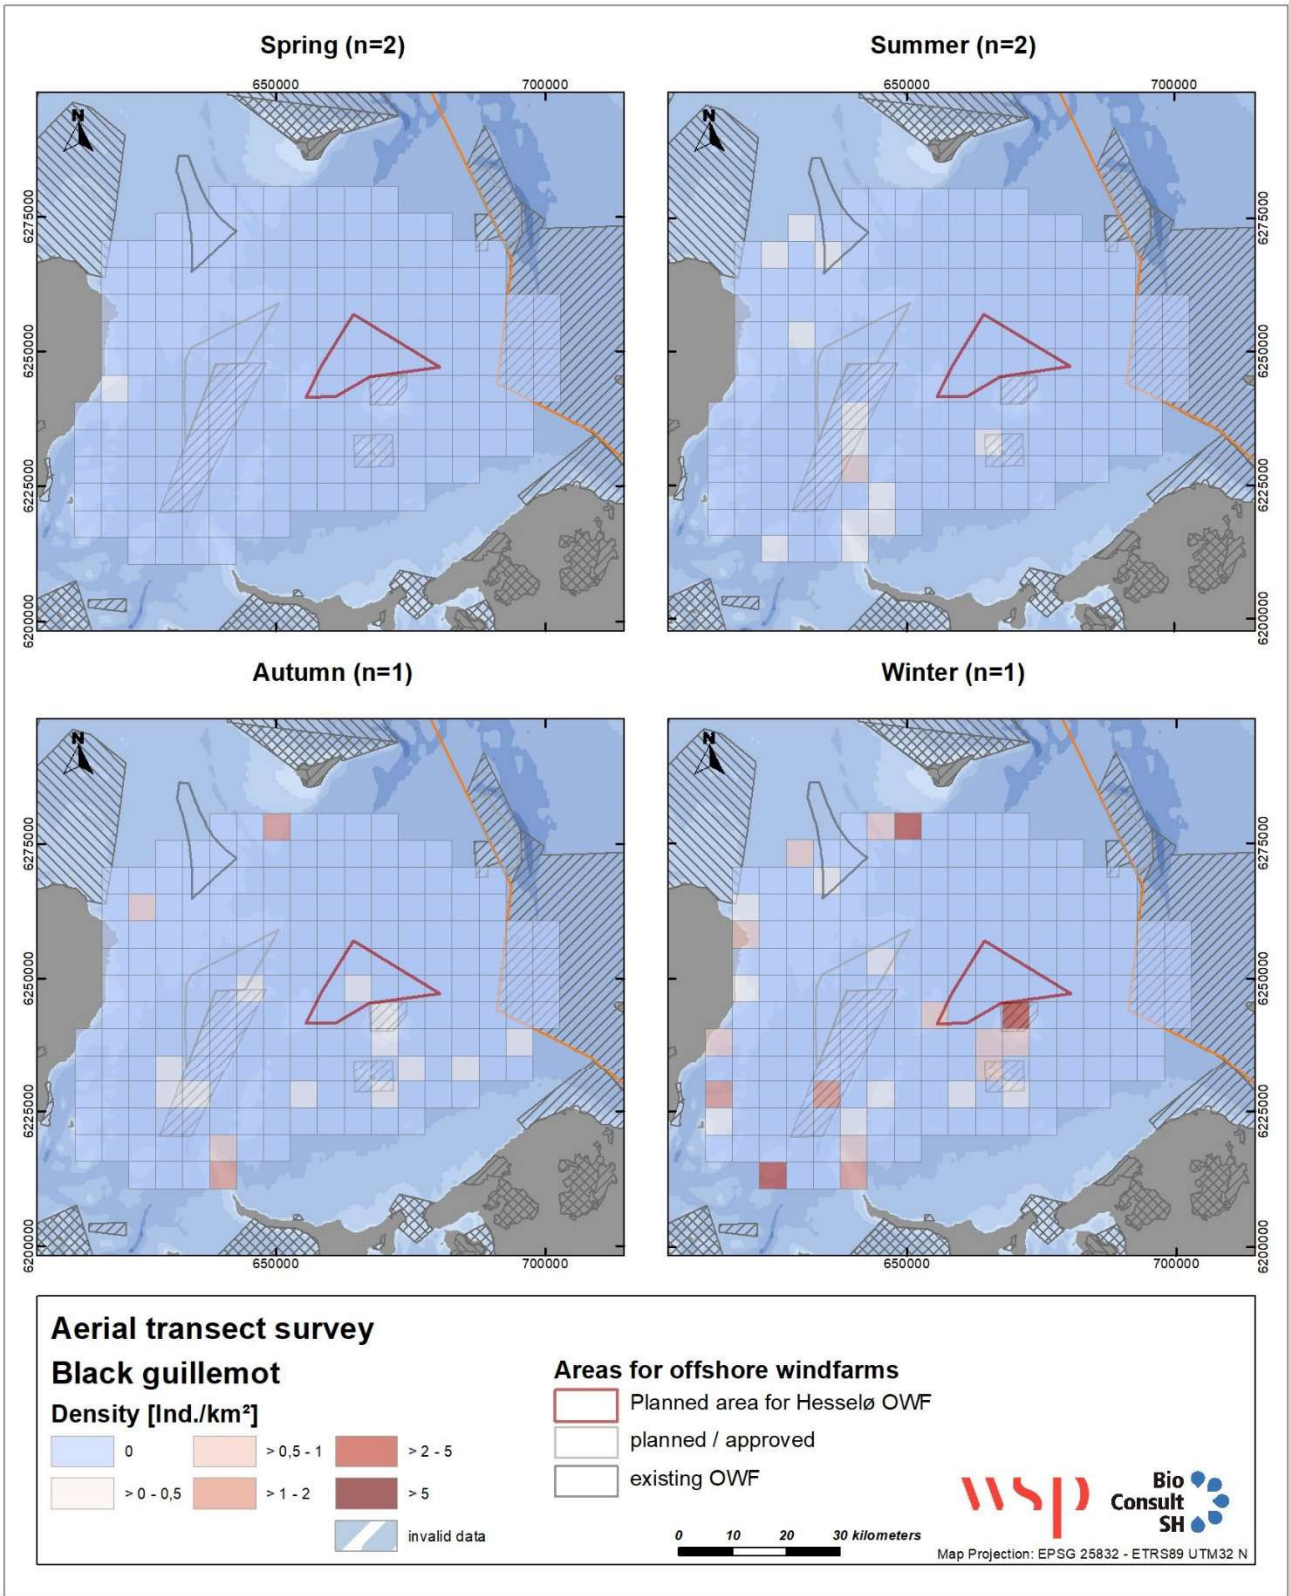 Spring (n=2)
Summer (n=2)
650000
700000
650000
700000
N
N
6275000
6250000
6225000
6200000
6275000
6250000
6225000
6200000
Autumn (n=1)
Winter (n=1)
N
N
6275000
6250000
6225000
6200000
6275000
6250000
6225000
6200000
650000
700000
650000
700000
Aerial transect survey
Black guillemot
Density [Ind./km²]
0
> 0,5 - 1
> 2 - 5
> 0 - 0,5
> 1 - 2
> 5
invalid data
Areas for offshore windfarms
Planned area for Hesselø OWF
planned / approved
existing OWF
0 10 20 30 kilometers
wsp
Bio
Consult
SH
Map Projection: EPSG 25832 - ETRS89 UTM32 N